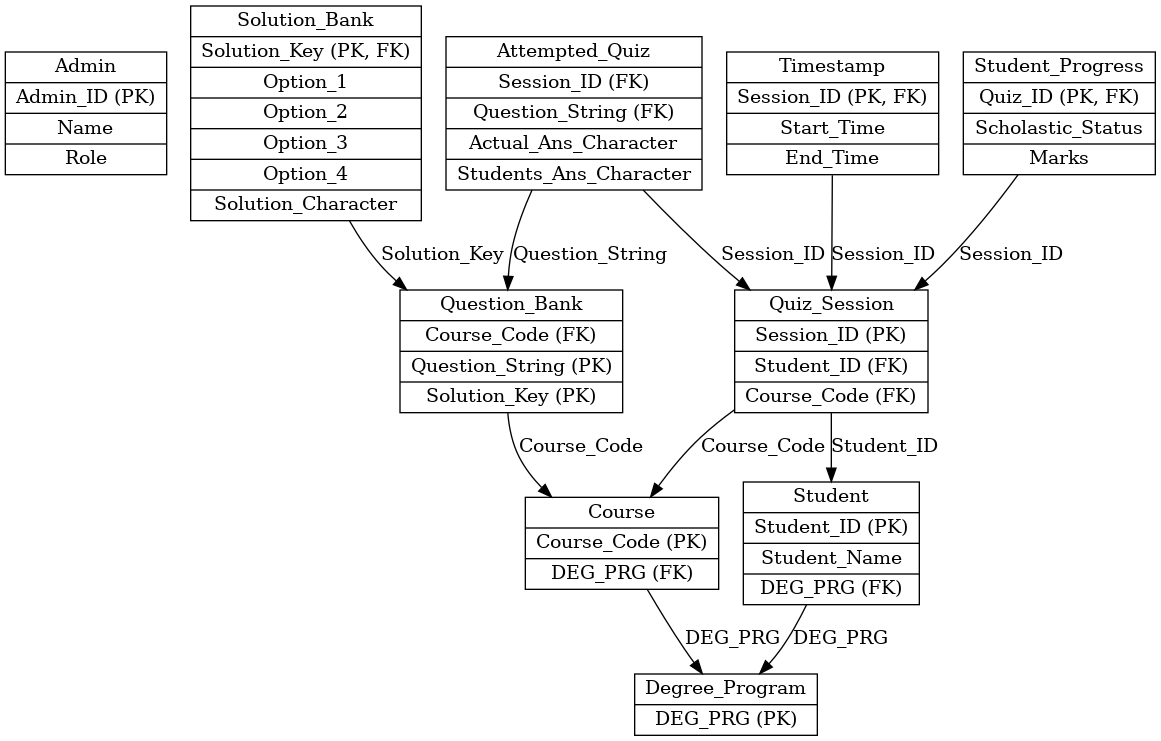 Admin
Admin_ID (PK)
Name
Role
Solution_Bank
Solution_Key (PK, FK)
Option_1
Option_2
Option_3
Option_4
Solution_Character
Attempted_Quiz
Session_ID (FK)
Question_String (FK)
Actual_Ans_Character
Students_Ans_Character
Timestamp
Session_ID (PK, FK)
Start_Time
End_Time
Student_Progress
Quiz_ID (PK, FK)
Scholastic_Status
Marks
Solution_Key
Question_String
Session_ID
Session_ID
Session_ID
Question_Bank
Course_Code (FK)
Question_String (PK)
Solution_Key (PK)
Quiz_Session
Session_ID (PK)
Student_ID (FK)
Course_Code (FK)
Course_Code
Course_Code
Student_ID
Course
Course_Code (PK)
DEG_PRG (FK)
Student
Student_ID (PK)
Student_Name
DEG_PRG (FK)
DEG_PRG
DEG_PRG
Degree_Program
DEG_PRG (PK)